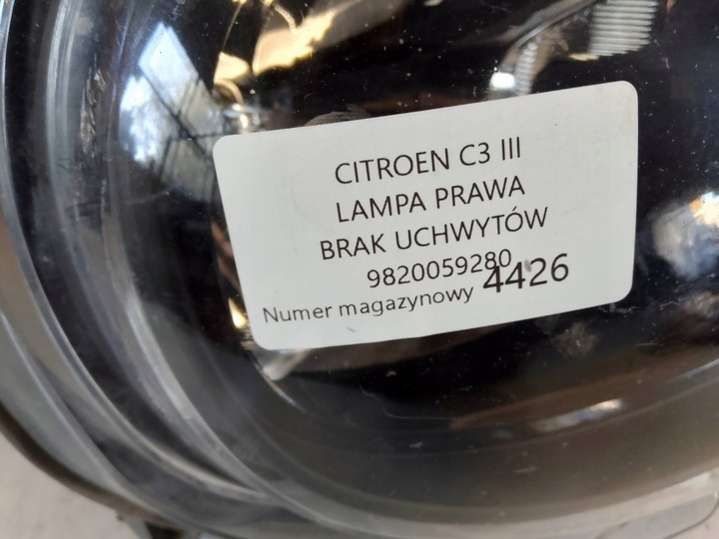 CITROEN C3 III
LAMPA PRAWA
BRAK UCHWYTÓW
9820059280
Numer magazynowy 4426